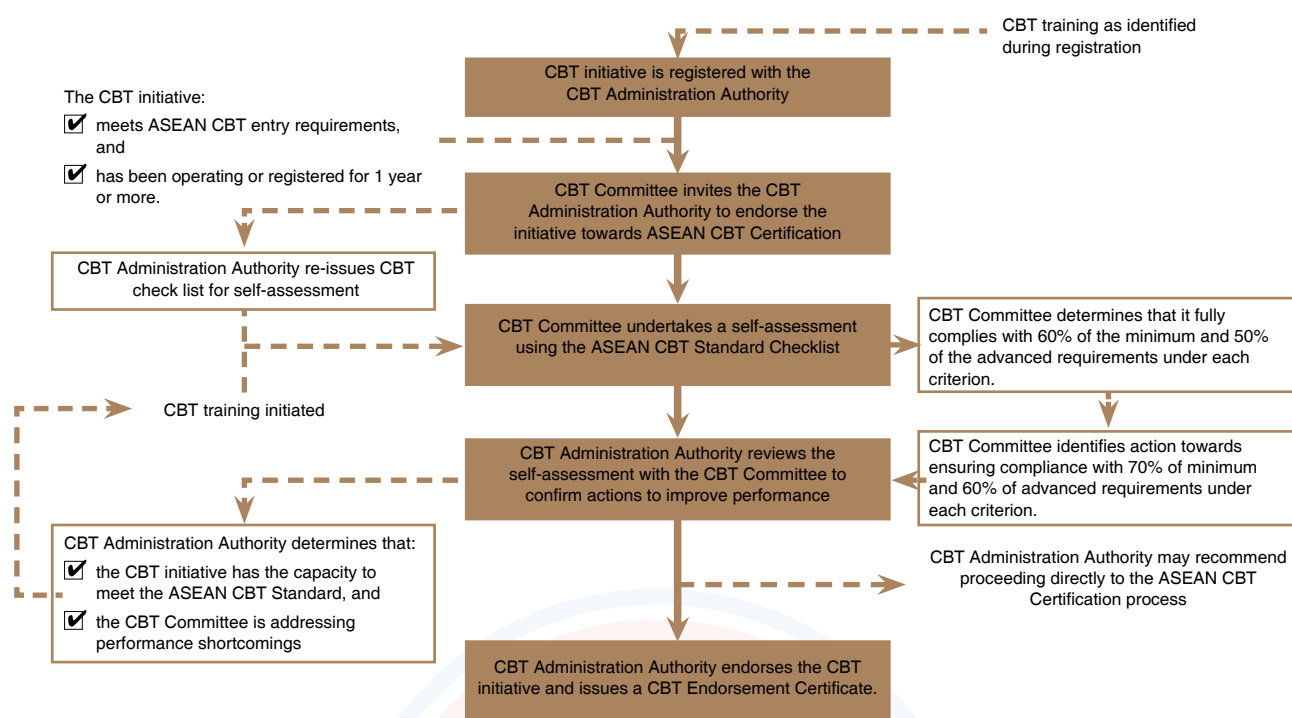 CBT training as identified
during registration
CBT initiative is registered with the
CBT Administration Authority
The CBT initiative:
meets ASEAN CBT entry requirements,
and
has been operating or registered for 1 year
or more.
CBT Committee invites the CBT
Administration Authority to endorse the
initiative towards ASEAN CBT Certification
CBT Administration Authority re-issues CBT
check list for self-assessment
CBT Committee undertakes a self-assessment
using the ASEAN CBT Standard Checklist
CBT Committee determines that it fully
complies with 60% of the minimum and 50%
of the advanced requirements under each
criterion.
CBT training initiated
CBT Administration Authority reviews the
self-assessment with the CBT Committee to
confirm actions to improve performance
CBT Committee identifies action towards
ensuring compliance with 70% of minimum
and 60% of advanced requirements under
each criterion.
CBT Administration Authority determines that:
the CBT initiative has the capacity to
meet the ASEAN CBT Standard, and
the CBT Committee is addressing
performance shortcomings
CBT Administration Authority may recommend
proceeding directly to the ASEAN CBT
Certification process
CBT Administration Authority endorses the CBT
initiative and issues a CBT Endorsement Certificate.